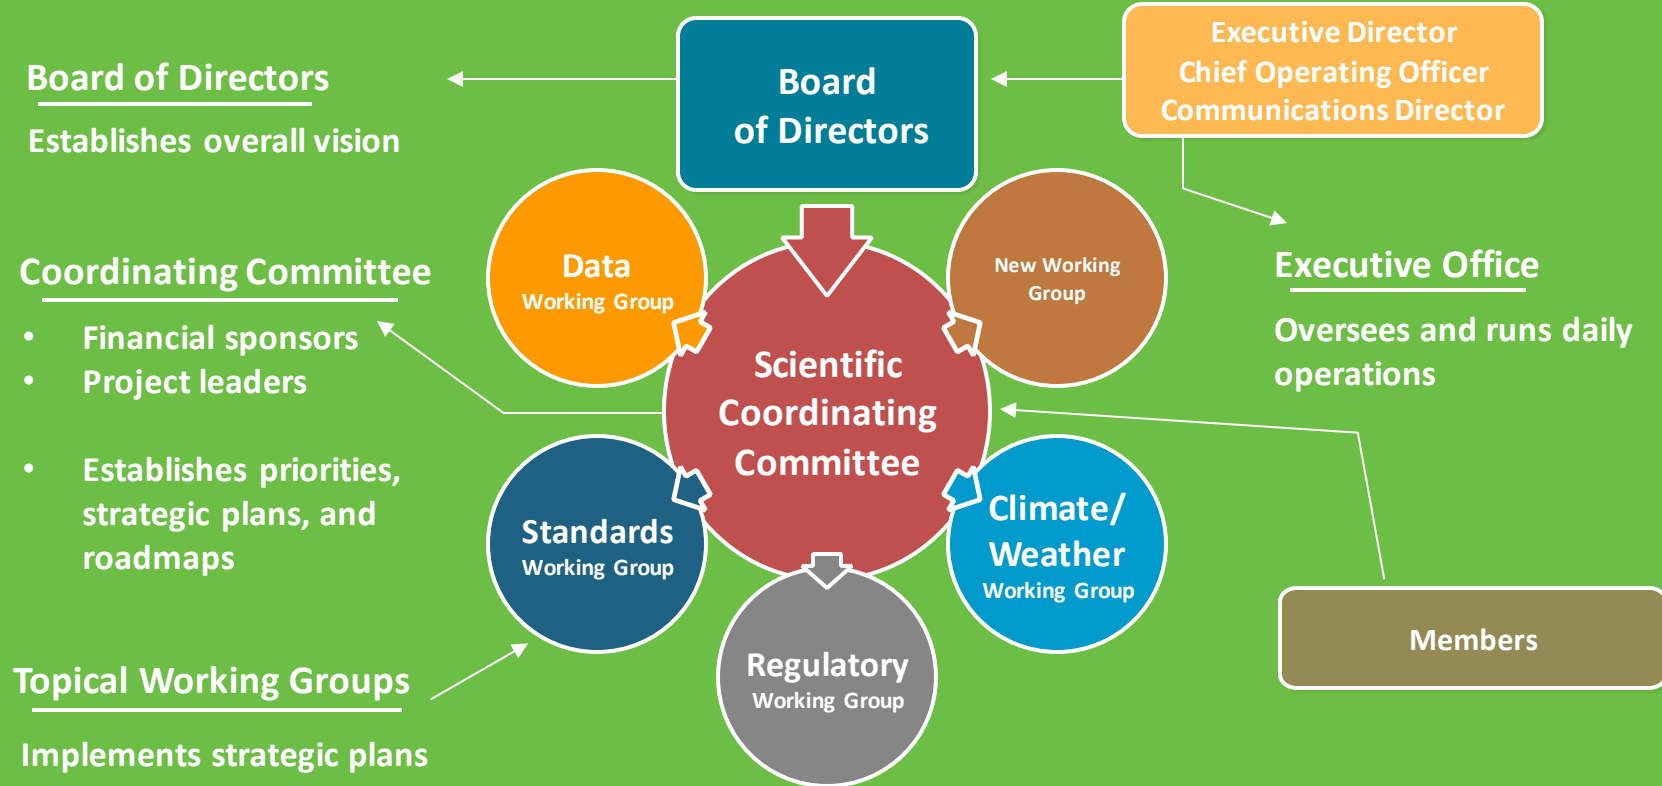 Board of Directors
Establishes overall vision
Board
of Directors
Executive Director
Chief Operating Officer
Communications Director
Coordinating Committee
• Financial sponsors
• Project leaders
• Establishes priorities,
strategic plans, and
roadmaps
Data
Working Group
New Working
Group
Executive Office
Oversees and runs daily
operations
Scientific
Coordinating
Committee
Standards
Working Group
Climate/
Weather
Working Group
Regulatory
Working Group
Members
Topical Working Groups
Implements strategic plans